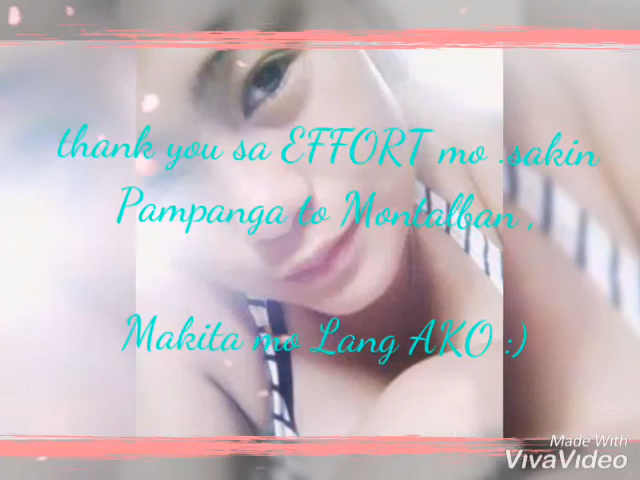 thank you sa EFFORT mo .sakin
Pampanga to Montalban ,
Makita mo Lang AKO :)
Made With
VivaVideo